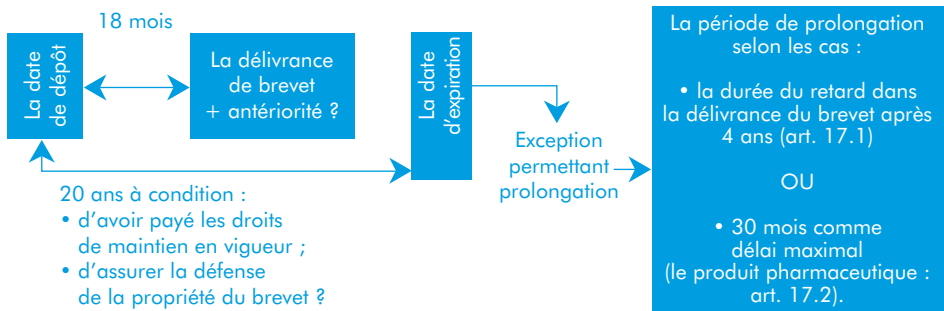 18 mois
La date
de dépôt
La délivrance
de brevet
+ antériorité ?
La date
d’expiration
20 ans à condition :
• d’avoir payé les droits
de maintien en vigueur ;
• d’assurer la défense
de la propriété du brevet ?
Exception
permettant
prolongation
La période de prolongation
selon les cas :
• la durée du retard dans
la délivrance du brevet après
4 ans (art. 17.1)
OU
• 30 mois comme
délai maximal
(le produit pharmaceutique :
art. 17.2).